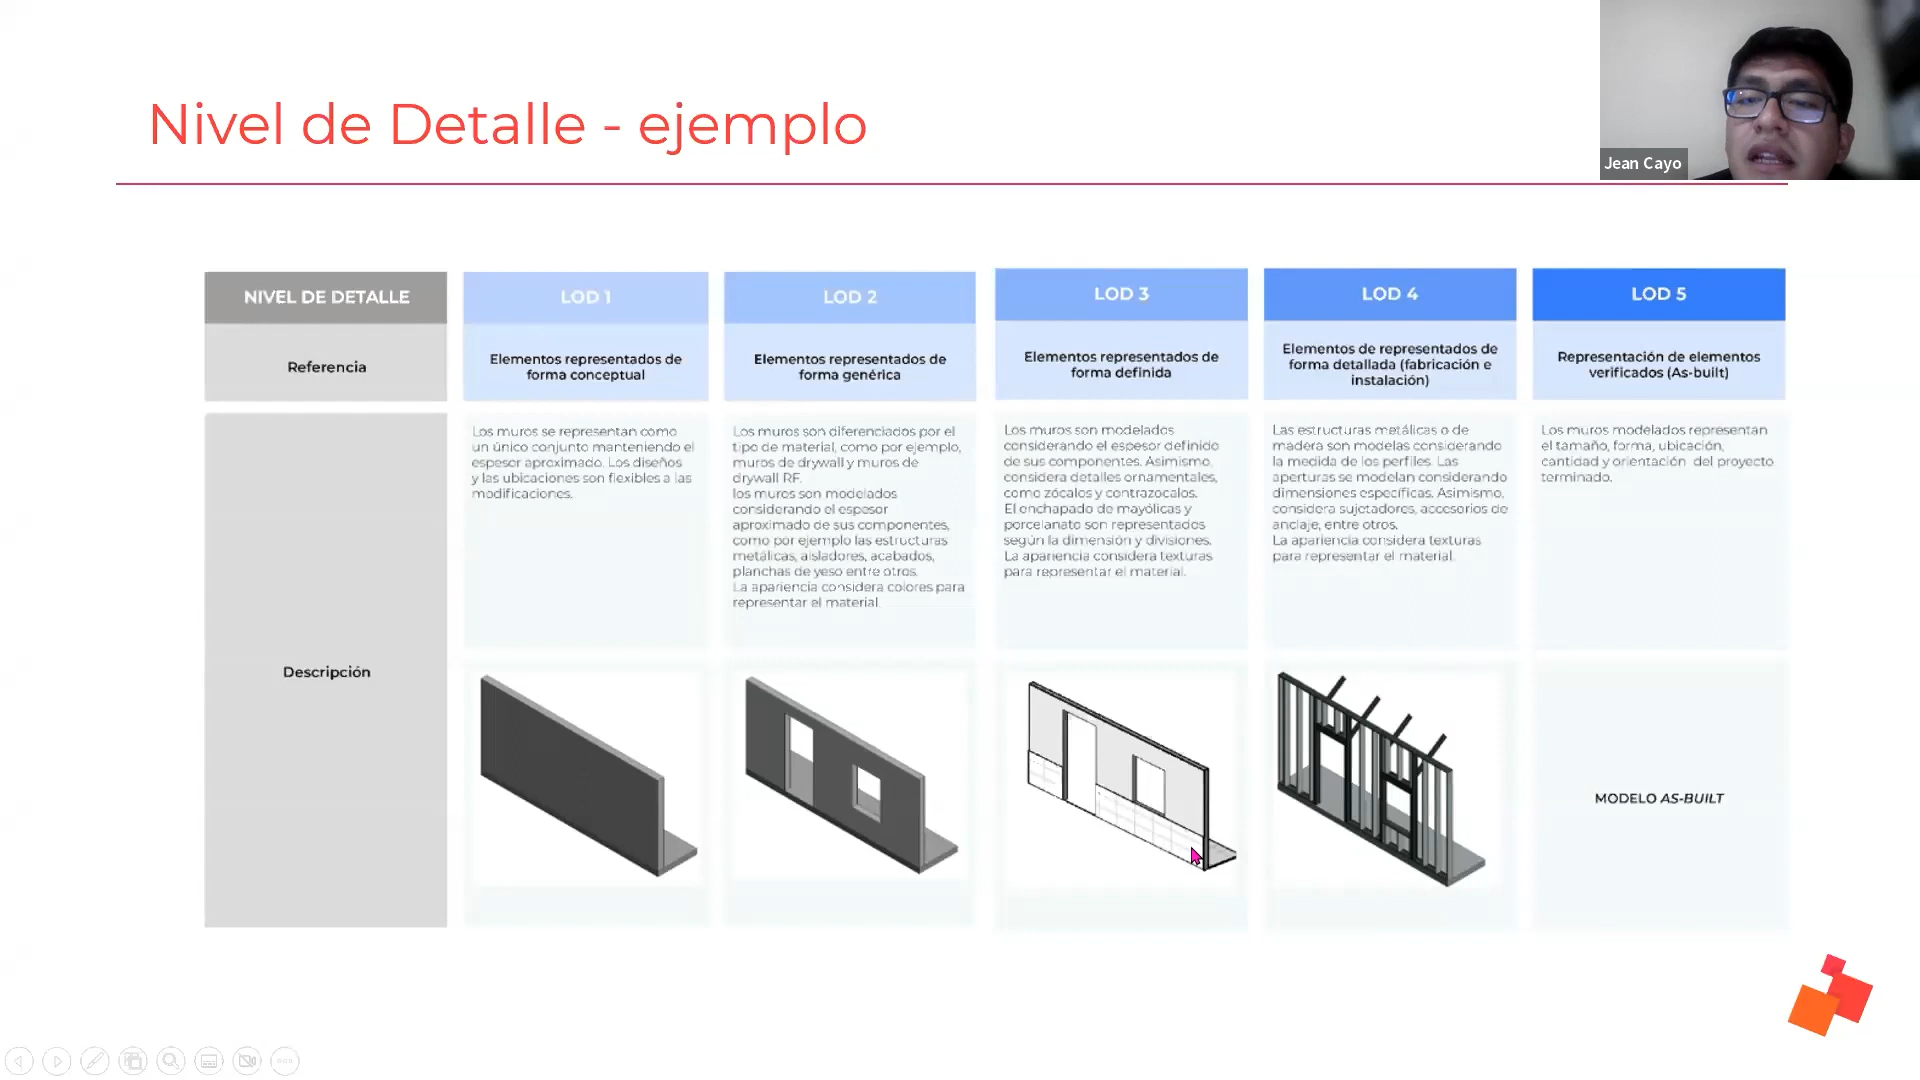 Nivel de Detalle - ejemplo
Jean Cayo
NIVEL DE DETALLE
LOD 1
LOD 2
LOD 3
LOD 4
LOD 5
Referencia
Elementos representados de
forma conceptual
Elementos representados de
forma genérica
Elementos representados de
forma definida
Elementos de representados de
forma detallada (fabricación e
instalación)
Representación de elementos
verificados (As-built)
Descripción
Los muros se representan como
un único conjunto manteniendo el
espesor aproximado. Los diseños
y las ubicaciones son flexibles a las
modificaciones.
Los muros son diferenciados por el
tipo de material, como por ejemplo,
muros de drywall y muros de
drywall RF.
los muros son modelados
considerando el espesor
aproximado de sus componentes,
como por ejemplo las estructuras
metálicas, aisladores, acabados,
planchas de yeso entre otros.
La apariencia considera colores para
representar el material.
Los muros son modelados
considerando el espesor definido
de sus componentes. Asimismo,
considera detalles ornamentales,
como zócalos y contrazocalos.
El enchapado de mayólicas y
porcelanato son representados
según la dimensión y divisiones.
La apariencia considera texturas
para representar el material.
Las estructuras metálicas o de
madera son modelas considerando
la medida de los perfiles. Las
aperturas se modelan considerando
dimensiones específicas. Asimismo,
considera sujetadores, accesorios de
anclaje, entre otros.
La apariencia considera texturas
para representar el material.
Los muros modelados representan
el tamaño, forma, ubicación,
cantidad y orientación del proyecto
terminado.
MODELO AS-BUILT